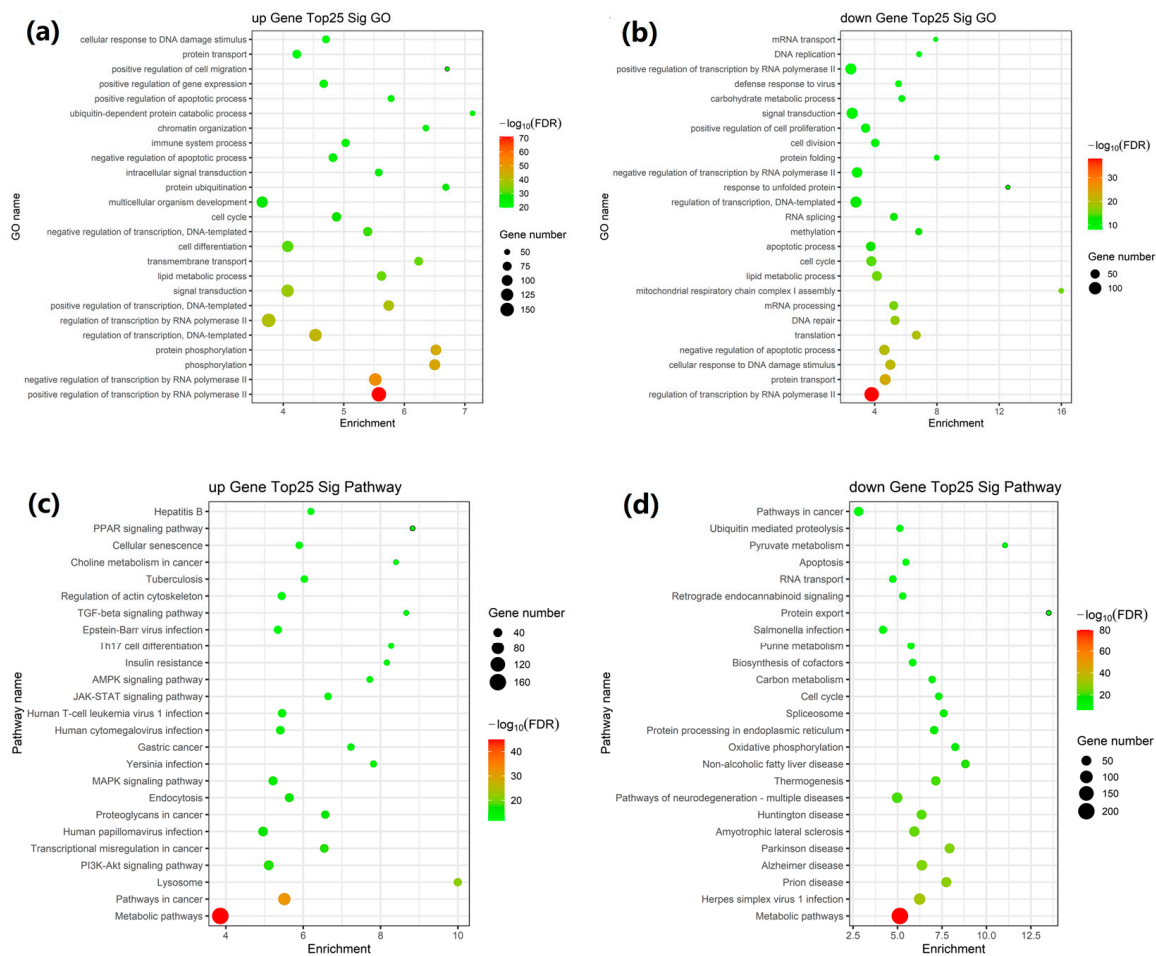 (a)
up Gene Top25 Sig GO
GO name
cellular response to DNA damage stimulus
protein transport
positive regulation of cell migration
positive regulation of gene expression
positive regulation of apoptotic process
ubiquitin-dependent protein catabolic process
chromatin organization
immune system process
negative regulation of apoptotic process
intracellular signal transduction
protein ubiquitination
multicellular organism development
cell cycle
negative regulation of transcription, DNA-templated
cell differentiation
transmembrane transport
lipid metabolic process
signal transduction
positive regulation of transcription, DNA-templated
regulation of transcription by RNA polymerase II
regulation of transcription, DNA-templated
protein phosphorylation
phosphorylation
negative regulation of transcription by RNA polymerase II
positive regulation of transcription by RNA polymerase II
4 5 6 7
Enrichment
−log10(FDR)
70
60
50
40
30
20
Gene number
50
75
100
125
150
(b)
down Gene Top25 Sig GO
GO name
mRNA transport
DNA replication
positive regulation of transcription by RNA polymerase II
defense response to virus
carbohydrate metabolic process
signal transduction
positive regulation of cell proliferation
cell division
protein folding
negative regulation of transcription by RNA polymerase II
response to unfolded protein
regulation of transcription, DNA-templated
RNA splicing
methylation
apoptotic process
cell cycle
lipid metabolic process
mitochondrial respiratory chain complex I assembly
mRNA processing
DNA repair
translation
negative regulation of apoptotic process
cellular response to DNA damage stimulus
protein transport
regulation of transcription by RNA polymerase II
4 8 12 16
Enrichment
−log10(FDR)
30
20
10
Gene number
50
100
(c)
up Gene Top25 Sig Pathway
Pathway name
Hepatitis B
PPAR signaling pathway
Cellular senescence
Choline metabolism in cancer
Tuberculosis
Regulation of actin cytoskeleton
TGF-beta signaling pathway
Epstein-Barr virus infection
Th17 cell differentiation
Insulin resistance
AMPK signaling pathway
JAK-STAT signaling pathway
Human T-cell leukemia virus 1 infection
Human cytomegalovirus infection
Gastric cancer
Yersinia infection
MAPK signaling pathway
Endocytosis
Proteoglycans in cancer
Human papillomavirus infection
Transcriptional misregulation in cancer
PI3K-Akt signaling pathway
Lysosome
Pathways in cancer
Metabolic pathways
4 6 8 10
Enrichment
Gene number
40
80
120
160
−log10(FDR)
40
30
20
(d)
down Gene Top25 Sig Pathway
Pathway name
Pathways in cancer
Ubiquitin mediated proteolysis
Pyruvate metabolism
Apoptosis
RNA transport
Retrograde endocannabinoid signaling
Protein export
Salmonella infection
Purine metabolism
Biosynthesis of cofactors
Carbon metabolism
Cell cycle
Spliceosome
Protein processing in endoplasmic reticulum
Oxidative phosphorylation
Non-alcoholic fatty liver disease
Thermogenesis
Pathways of neurodegeneration - multiple diseases
Huntington disease
Amyotrophic lateral sclerosis
Parkinson disease
Alzheimer disease
Prion disease
Herpes simplex virus 1 infection
Metabolic pathways
2.5 5.0 7.5 10.0 12.5
Enrichment
−log10(FDR)
80
60
40
20
Gene number
50
100
150
200